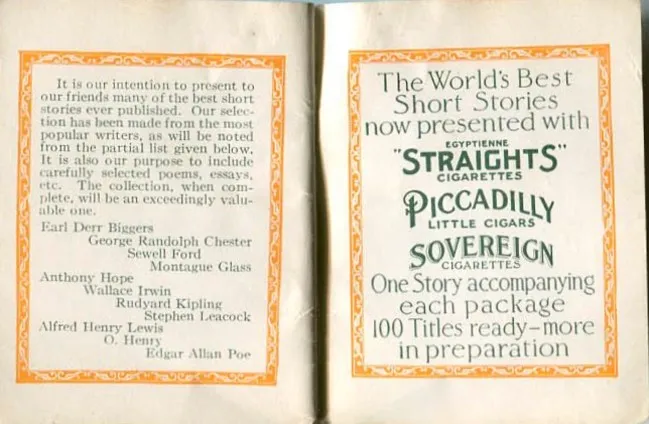 It is our intention to present to
our friends many of the best short
stories ever published. Our selec-
tion has been made from the most
popular writers, as will be noted
from the partial list given below.
It is also our purpose to include
carefully selected poems, essays,
etc. The collection, when com-
plete, will be an exceedingly valu-
able one.
Earl Derr Biggers
George Randolph Chester
Sewell Ford
Montague Glass
Anthony Hope
Wallace Irwin
Rudyard Kipling
Stephen Leacock
Alfred Henry Lewis
O. Henry
Edgar Allan Poe
The World's Best
Short Stories
now presented with
EGYPTIENNE
"STRAIGHTS"
CIGARETTES
PICCADILLY
LITTLE CIGARS
SOVEREIGN
CIGARETTES
One Story accompanying
each package
100 Titles ready—more
in preparation